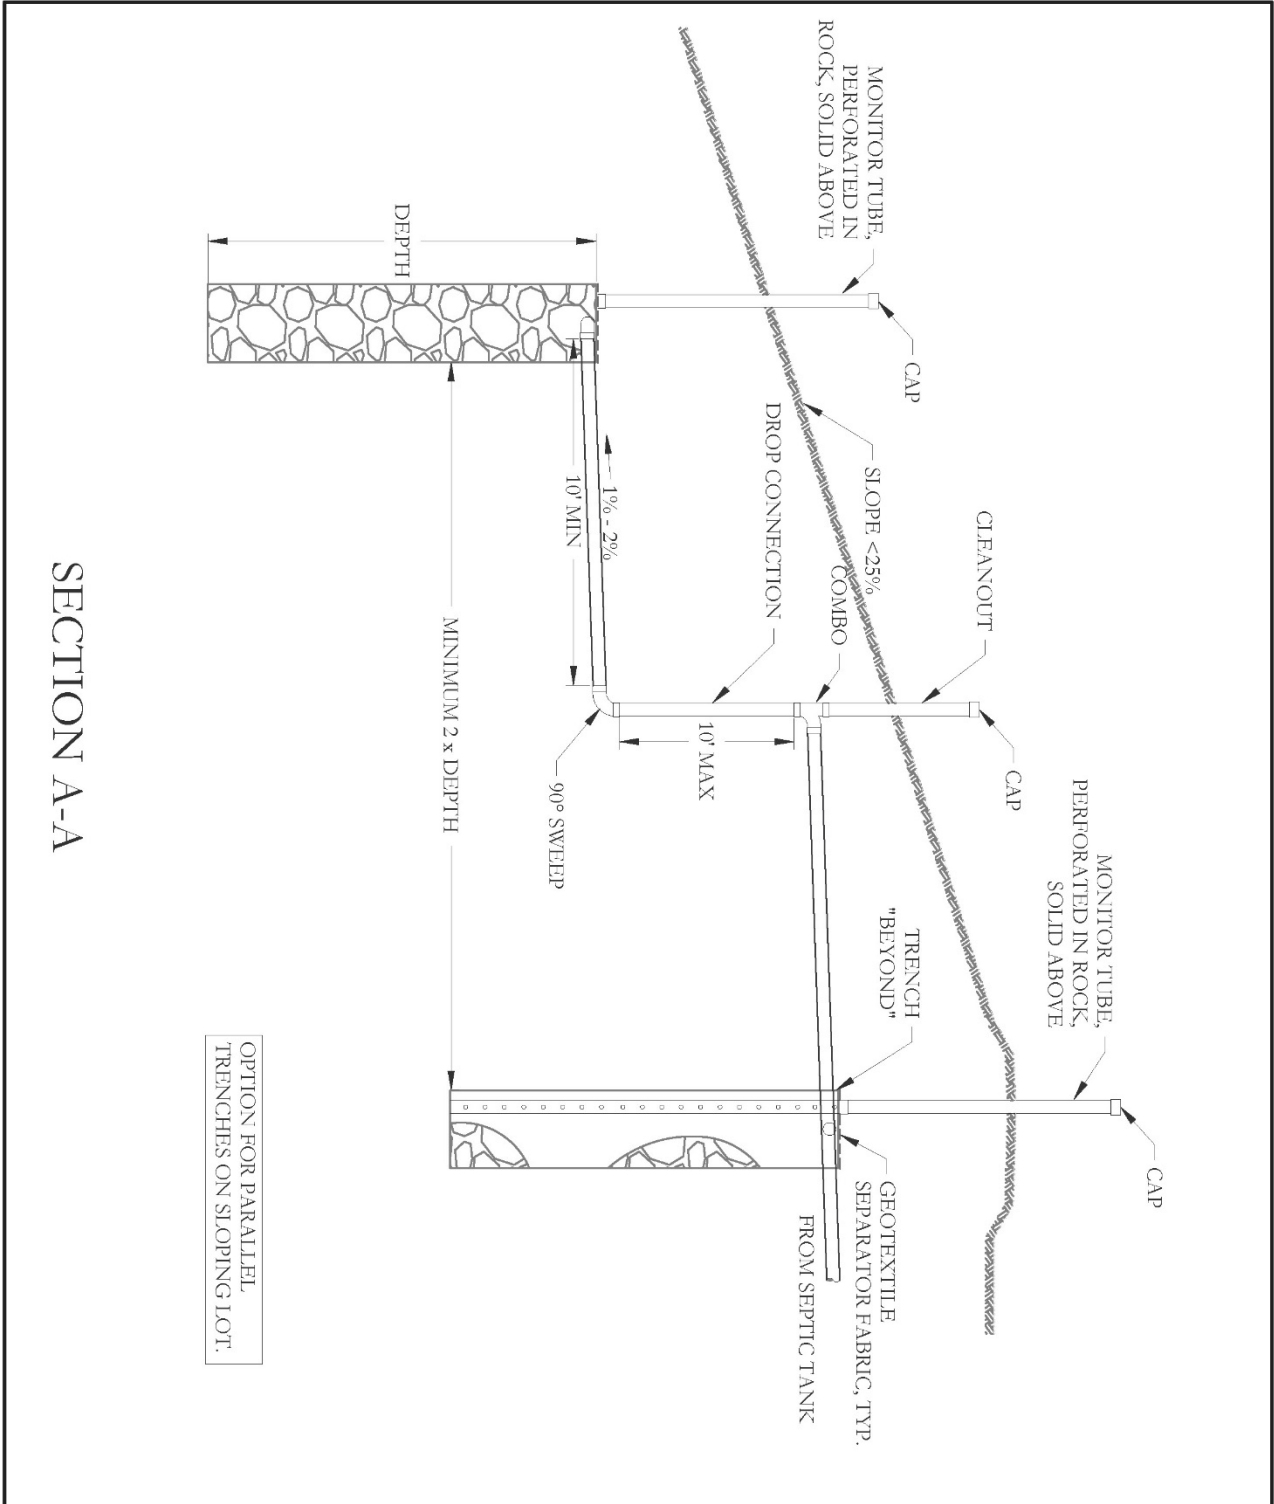 MONITOR TUBE,
PERFORATED IN
ROCK, SOLID ABOVE
CAP
SLOPE <25%
CLEANOUT
CAP
MONITOR TUBE,
PERFORATED IN ROCK,
SOLID ABOVE
CAP
DROP CONNECTION
COMBO
TRENCH
"BEYOND"
GEOTEXTILE
SEPARATOR FABRIC, TYP.
FROM SEPTIC TANK
DEPTH
1% - 2%
10' MIN
10' MAX
90° SWEEP
MINIMUM 2 x DEPTH
OPTION FOR PARALLEL
TRENCHES ON SLOPING LOT.
SECTION A-A